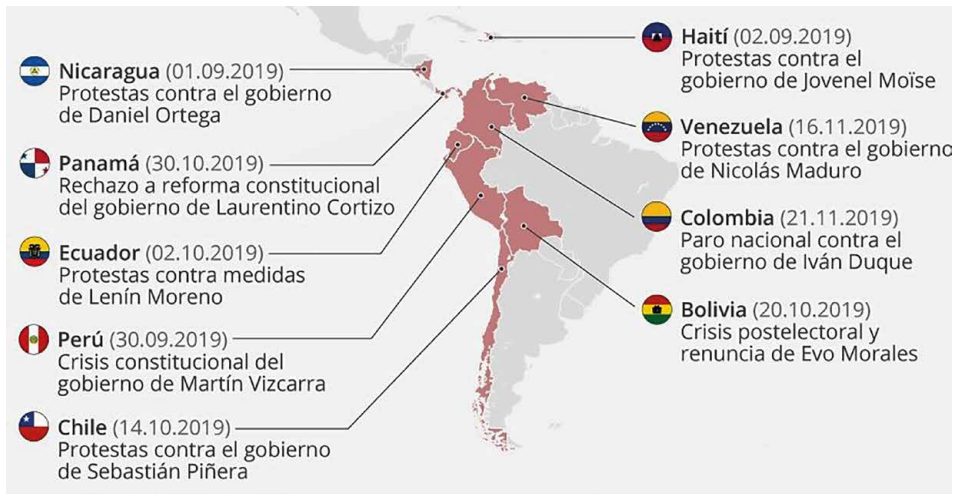 Nicaragua (01.09.2019)
Protestas contra el gobierno
de Daniel Ortega
Panamá (30.10.2019)
Rechazo a reforma constitucional
del gobierno de Laurentino Cortizo
Ecuador (02.10.2019)
Protestas contra medidas
de Lenín Moreno
Perú (30.09.2019)
Crisis constitucional del
gobierno de Martín Vizcarra
Chile (14.10.2019)
Protestas contra el gobierno
de Sebastián Piñera
Haití (02.09.2019)
Protestas contra el
gobierno de Jovenel Moïse
Venezuela (16.11.2019)
Protestas contra el gobierno
de Nicolás Maduro
Colombia (21.11.2019)
Paro nacional contra el
gobierno de Iván Duque
Bolivia (20.10.2019)
Crisis postelectoral y
renuncia de Evo Morales